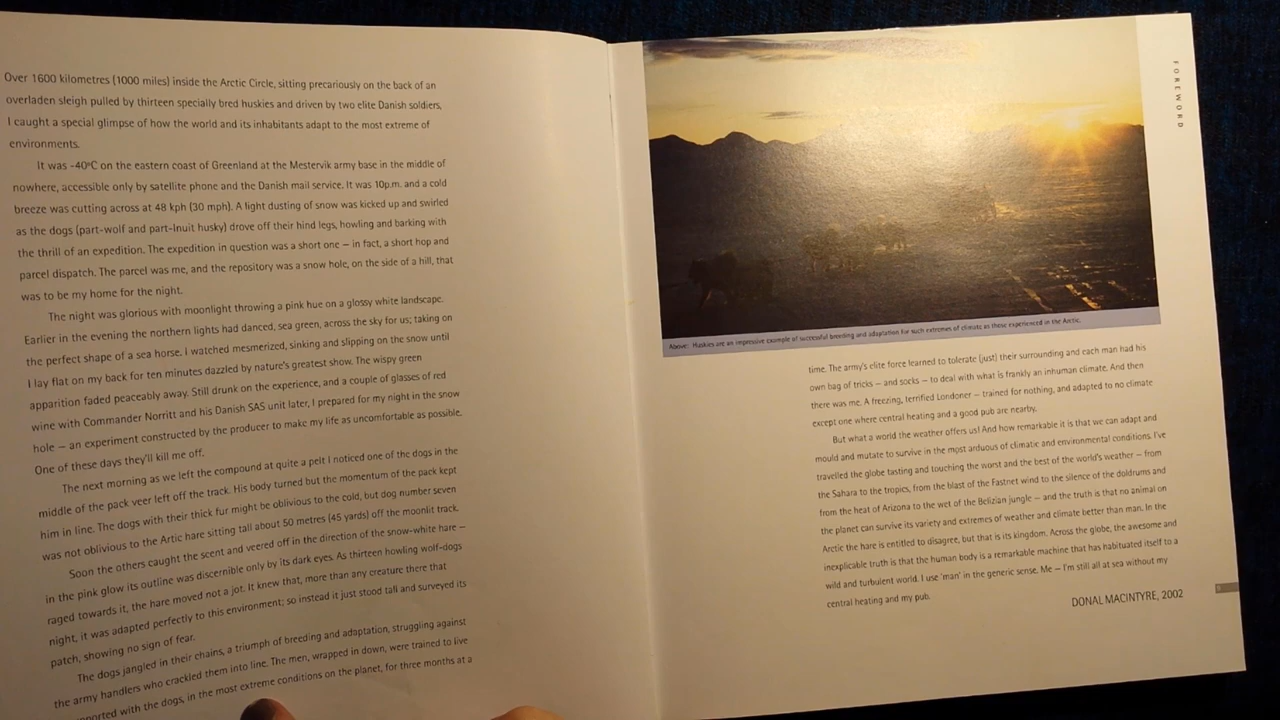 Over 1600 kilometres (1000 miles) inside the Arctic Circle, sitting precariously on the back of an
overladen sleigh pulled by thirteen specially bred huskies and driven by two elite Danish soldiers,
I caught a special glimpse of how the world and its inhabitants adapt to the most extreme of
environments.
It was -40ºC on the eastern coast of Greenland at the Mestervik army base in the middle of
nowhere, accessible only by satellite phone and the Danish mail service. It was 10p.m. and a cold
breeze was cutting across at 48 kph (30 mph). A light dusting of snow was kicked up and swirled
as the dogs (part-wolf and part-Inuit husky) drove off their hind legs, howling and barking with
the thrill of an expedition. The expedition in question was a short one – in fact, a short hop and
parcel dispatch. The parcel was me, and the repository was a snow hole, on the side of a hill, that
was to be my home for the night.
The night was glorious with moonlight throwing a pink hue on a glossy white landscape.
Earlier in the evening the northern lights had danced, sea green, across the sky for us; taking on
the perfect shape of a sea horse. I watched mesmerized, sinking and slipping on the snow until
I lay flat on my back for ten minutes dazzled by nature's greatest show. The wispy green
apparition faded peaceably away. Still drunk on the experience, and a couple of glasses of red
wine with Commander Norritt and his Danish SAS unit later, I prepared for my night in the snow
hole – an experiment constructed by the producer to make my life as uncomfortable as possible.
One of these days they'll kill me off.
The next morning as we left the compound at quite a pelt I noticed one of the dogs in the
middle of the pack veer left off the track. His body turned but the momentum of the pack kept
him in line. The dogs with their thick fur might be oblivious to the cold, but dog number seven
was not oblivious to the Artic hare sitting tall about 50 metres (45 yards) off the moonlit track.
Soon the others caught the scent and veered off in the direction of the snow-white hare –
in the pink glow its outline was discernible only by its dark eyes. As thirteen howling wolf-dogs
raged towards it, the hare moved not a jot. It knew that, more than any creature there that
night, it was adapted perfectly to this environment; so instead it just stood tall and surveyed its
patch, showing no sign of fear.
The dogs jangled in their chains, a triumph of breeding and adaptation, struggling against
the army handlers who crackled them into line. The men, wrapped in down, were trained to live
with the dogs, in the most extreme conditions on the planet, for three months at a
FOREWORD
Above: Huskies are an impressive example of successful breeding and adaptation for such extremes of climate as those experienced in the Arctic.
time. The army's elite force learned to tolerate (just) their surrounding and each man had his
own bag of tricks – and socks – to deal with what is frankly an inhuman climate. And then
there was me. A freezing, terrified Londoner – trained for nothing, and adapted to no climate
except one where central heating and a good pub are nearby.
But what a world the weather offers us! And how remarkable it is that we can adapt and
mould and mutate to survive in the most arduous of climatic and environmental conditions. I've
travelled the globe tasting and touching the worst and the best of the world's weather – from
the Sahara to the tropics, from the blast of the Fastnet wind to the silence of the doldrums and
from the heat of Arizona to the wet of the Belizian jungle – and the truth is that no animal on
the planet can survive its variety and extremes of weather and climate better than man. In the
Arctic the hare is entitled to disagree, but that is its kingdom. Across the globe, the awesome and
inexplicable truth is that the human body is a remarkable machine that has habituated itself to a
wild and turbulent world. I use 'man' in the generic sense. Me – I'm still all at sea without my
central heating and my pub.
DONAL MACINTYRE, 2002